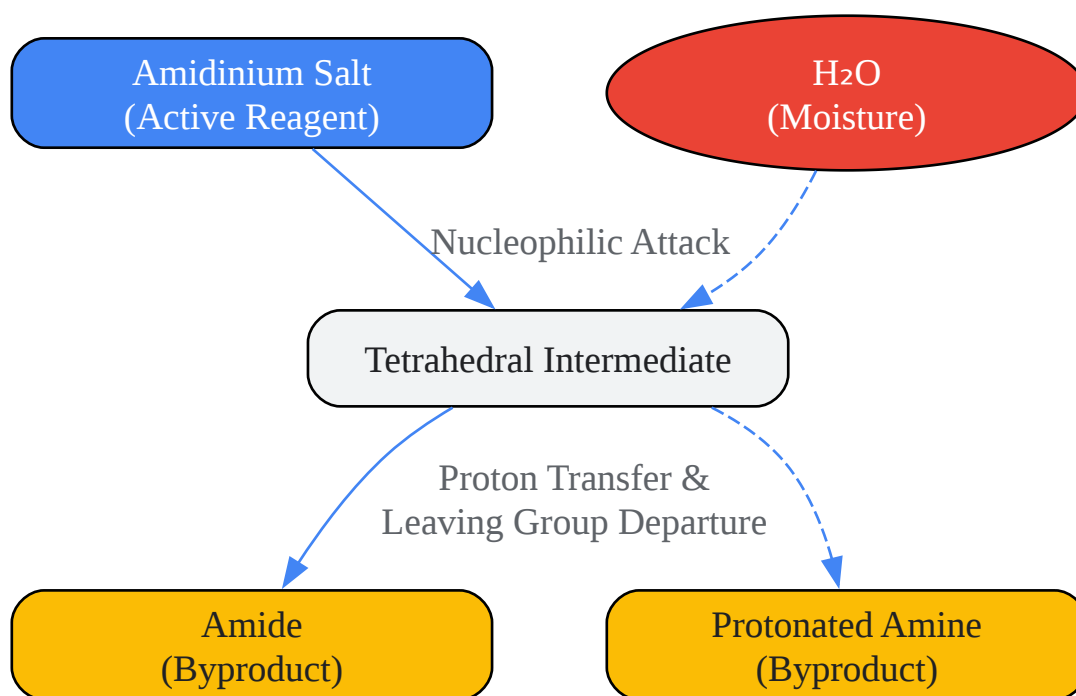 Amidinium Salt
(Active Reagent)
H₂O
(Moisture)
Nucleophilic Attack
Tetrahedral Intermediate
Proton Transfer &
Leaving Group Departure
Amide
(Byproduct)
Protonated Amine
(Byproduct)